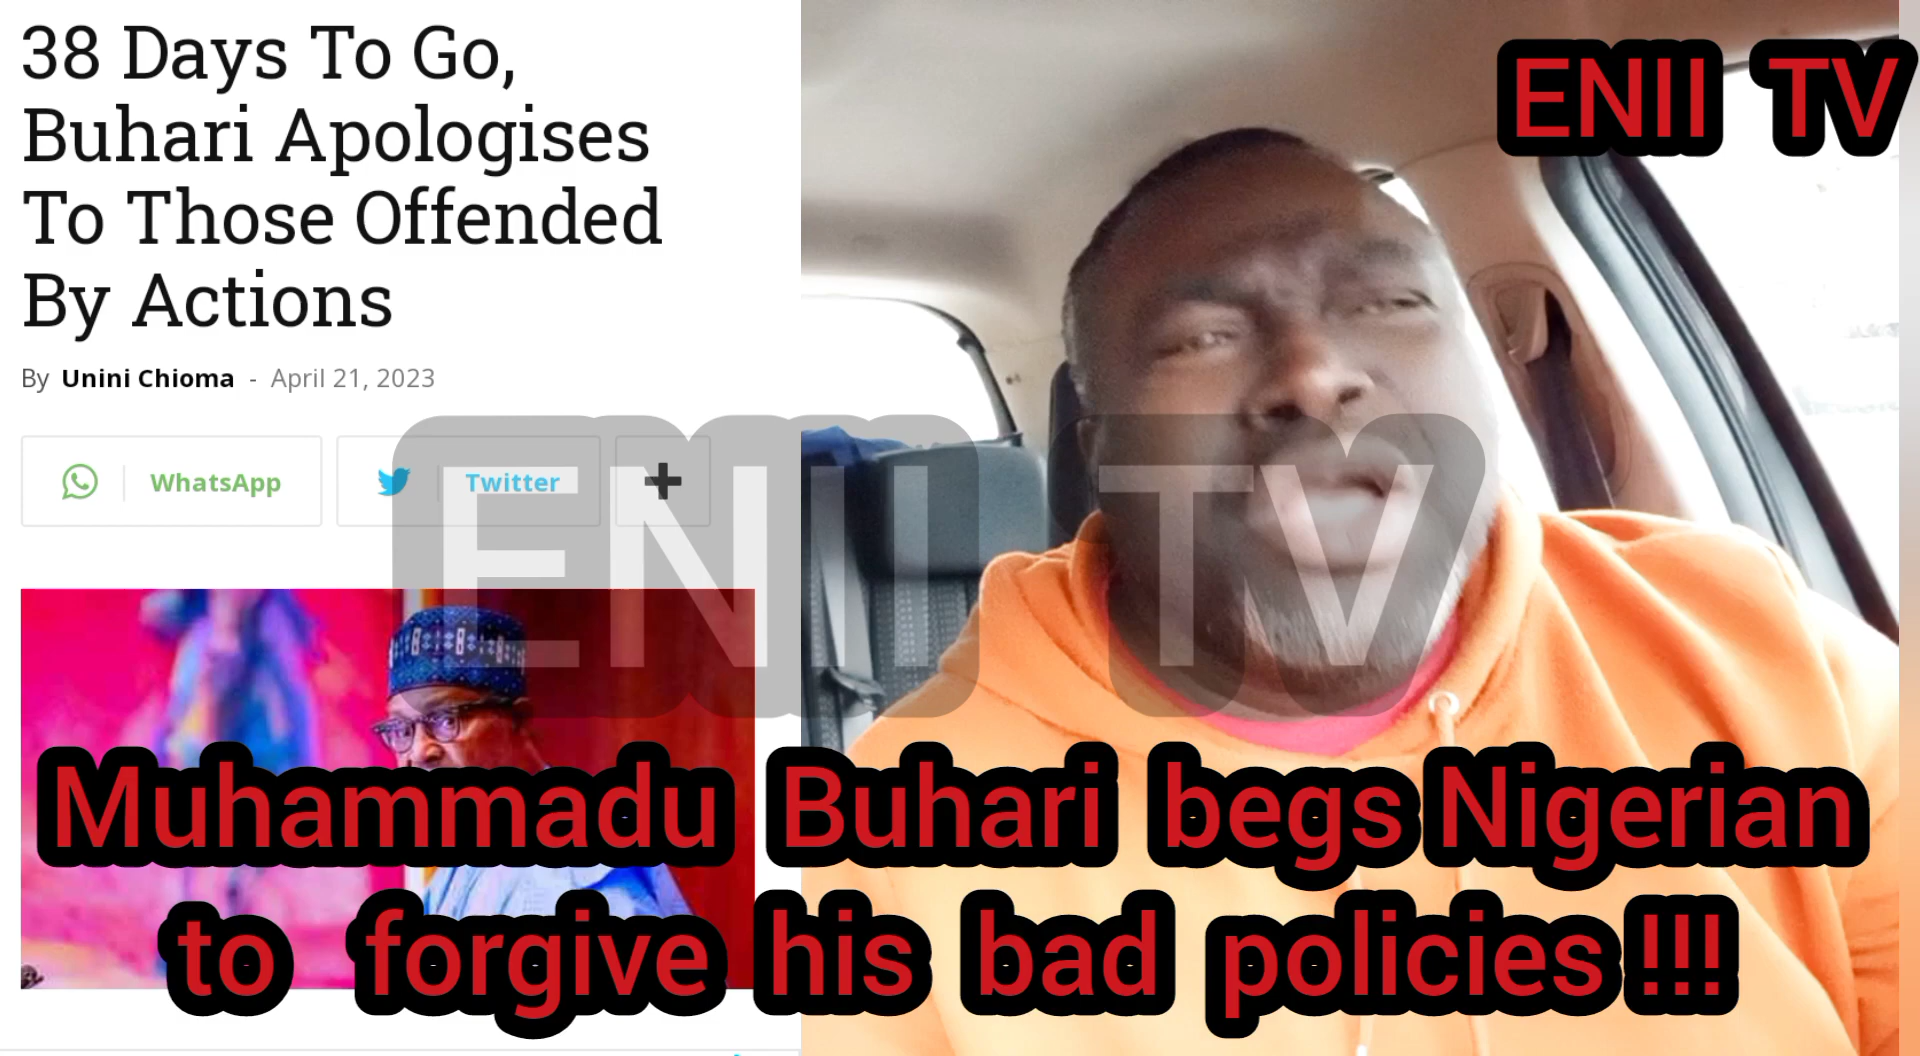 38 Days To Go,
Buhari Apologises
To Those Offended
By Actions
By Unini Chioma - April 21, 2023
WhatsApp
Twitter
ENII TV
ENII TV
Muhammadu Buhari begs Nigerian
to forgive his bad policies !!!